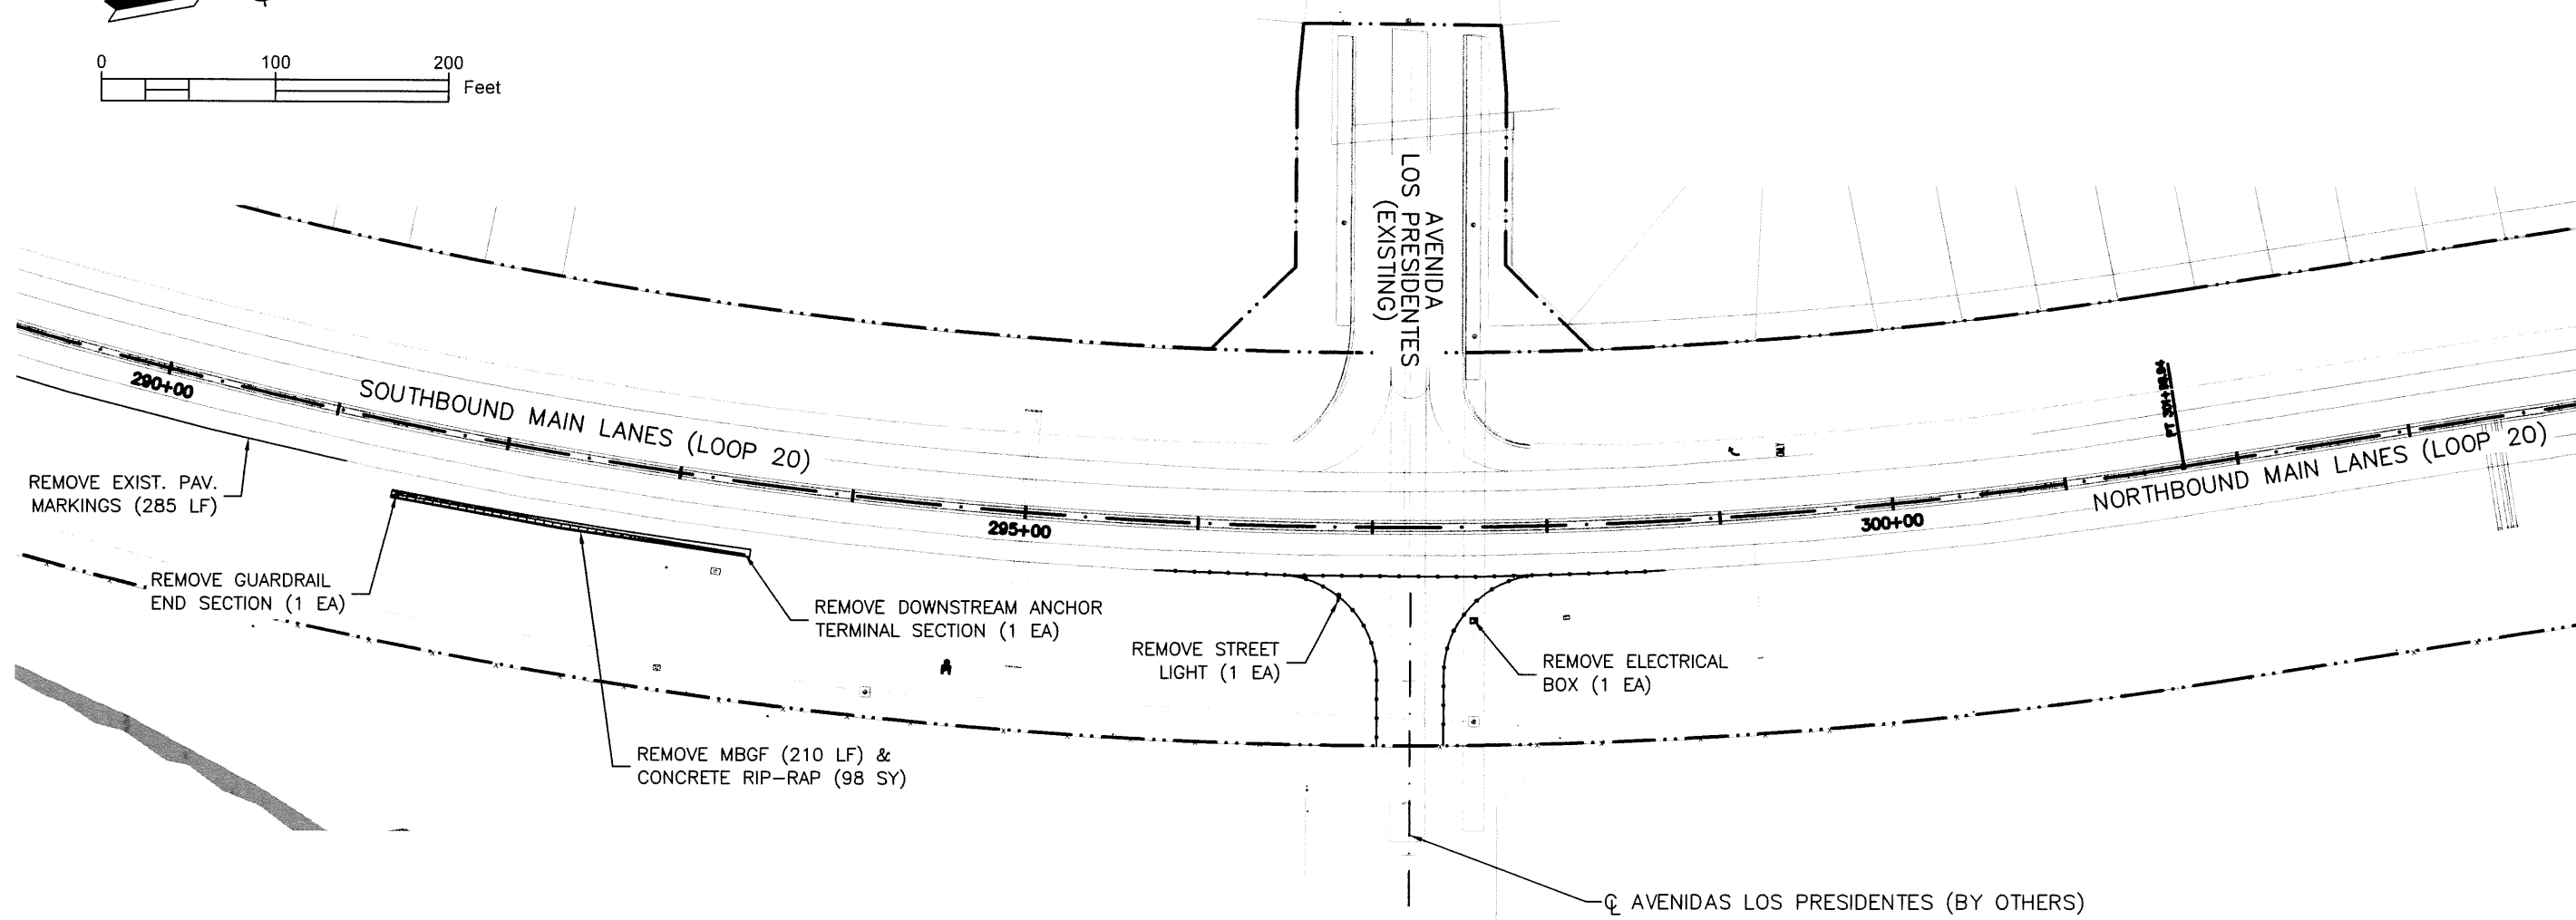 0 100 200
Feet
AVENIDA
LOS PRESIDENTES
(EXISTING)
290+00
SOUTHBOUND MAIN LANES (LOOP 20)
REMOVE EXIST. PAV.
MARKINGS (285 LF)
295+00
ONLY
300+00
NORTHBOUND MAIN LANES (LOOP 20)
REMOVE GUARDRAIL
END SECTION (1 EA)
REMOVE DOWNSTREAM ANCHOR
TERMINAL SECTION (1 EA)
REMOVE STREET
LIGHT (1 EA)
REMOVE ELECTRICAL
BOX (1 EA)
REMOVE MBGF (210 LF) &
CONCRETE RIP-RAP (98 SY)
℄ AVENIDAS LOS PRESIDENTES (BY OTHERS)